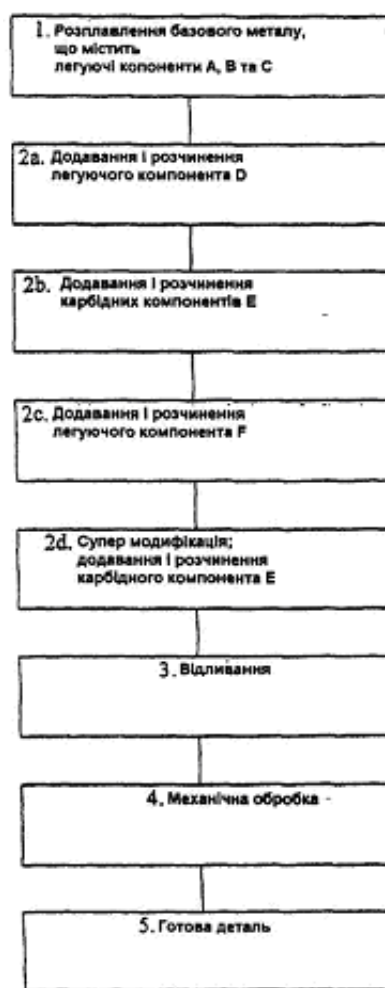 1. Розплавлення базового металу,
що містить
легуючі копоненти А, В та С
2a. Додавання і розчинення
легуючого компонента D
2b. Додавання і розчинення
карбідних компонентів Е
2c. Додавання і розчинення
легуючого компонента F
2d. Супер модифікація;
додавання і розчинення
карбідного компонента Е
3. Відливання
4. Механічна обробка
5. Готова деталь